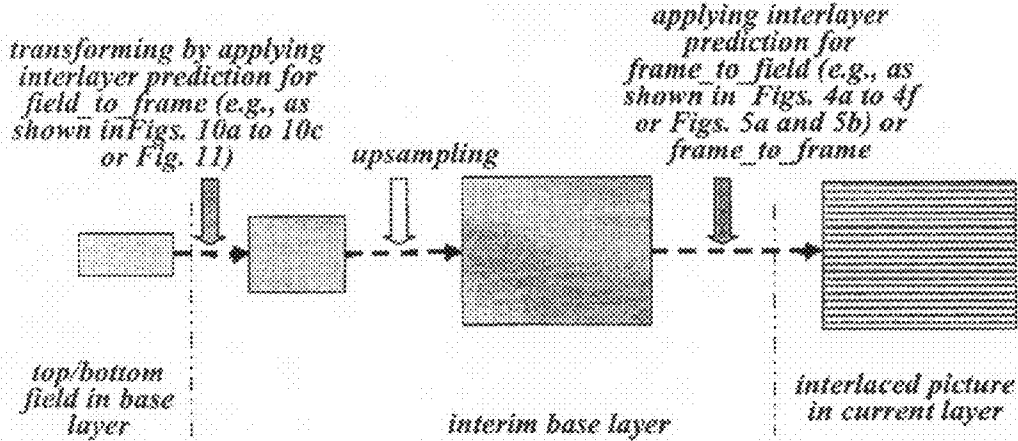 transforming by applying
interlayer prediction for
field_to_frame (e.g., as
shown inFigs. 10a to 10c
or Fig. 11)
upsampling
applying interlayer
prediction for
frame_to_field (e.g., as
shown in Figs. 4a to 4f
or Figs. 5a and 5b) or
frame_to_frame
top/bottom
field in base
layer
interim base layer
interlaced picture
in current layer